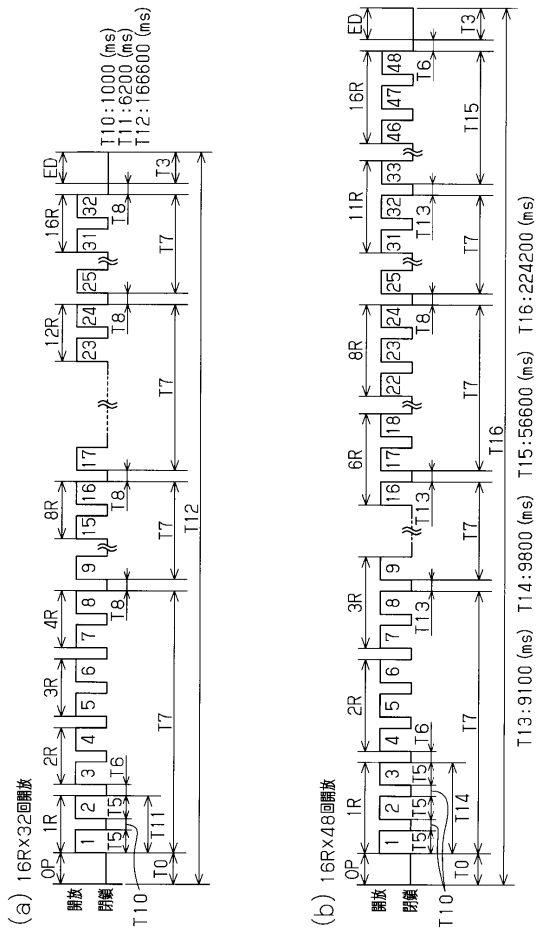 (a) 16R×32回開放
OP 1R 2R 3R 4R 8R 12R 16R ED
開放
閉鎖
1 2 3 4 5 6 7 8 9 15 16 17 23 24 25 31 32
T10 T5 T5 T6 T8 T8 T8 T8
T0 T11 T7 T7 T7 T7 T3
T12
T10:1000 (ms)
T11:6200 (ms)
T12:166600 (ms)
(b) 16R×48回開放
OP 1R 2R 3R 6R 8R 11R 16R ED
開放
閉鎖
1 2 3 4 5 6 7 8 9 16 17 18 22 23 24 25 32 33 46 47 48
T10 T5 T5 T5 T6 T13 T13 T8 T13 T6
T0 T14 T7 T7 T7 T7 T15 T3
T16
T13:9100 (ms) T14:9800 (ms) T15:56600 (ms) T16:224200 (ms)